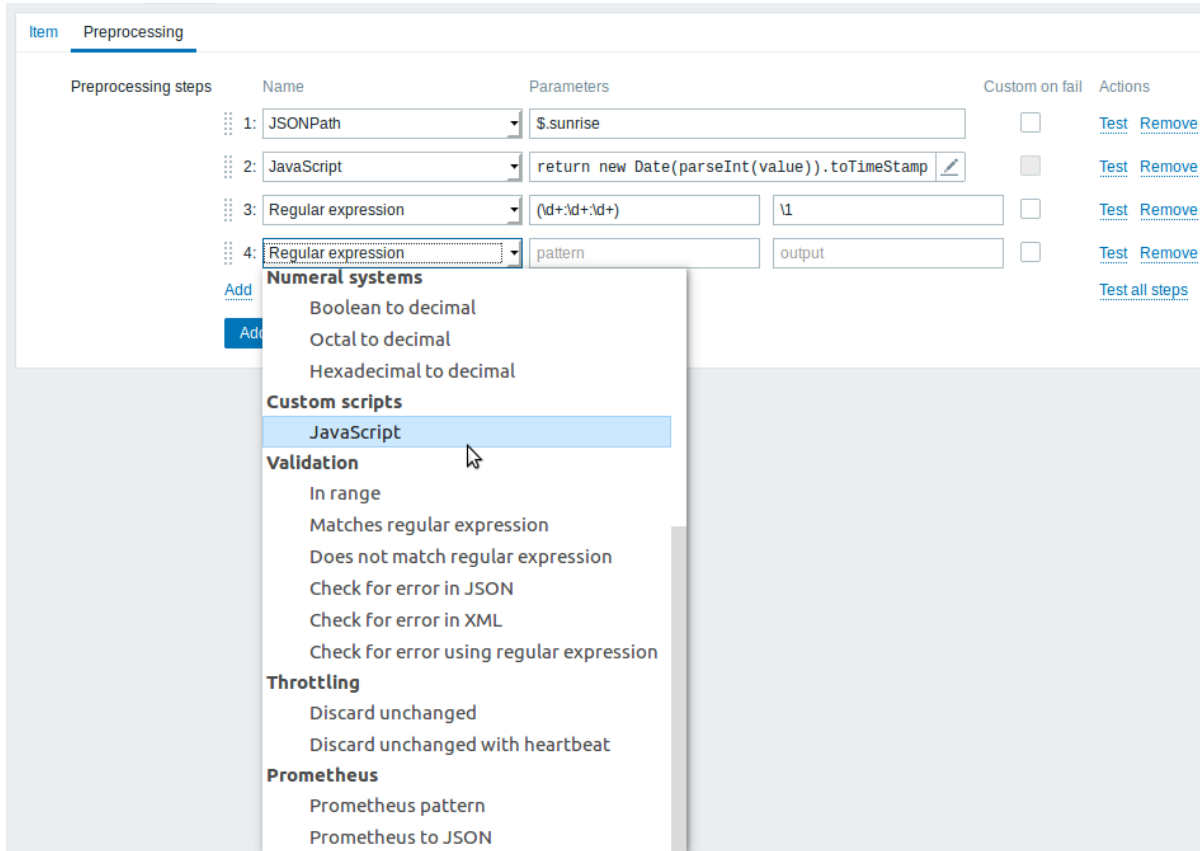 Item Preprocessing
Preprocessing steps Name Parameters Custom on fail Actions
1: JSONPath $.sunrise Test Remove
2: JavaScript return new Date(parseInt(value)).toTimeStamp Test Remove
3: Regular expression (\d+:\d+:\d+) \1 Test Remove
4: Regular expression pattern output Test Remove
Numeral systems
Add Test all steps
Boolean to decimal
Octal to decimal
Hexadecimal to decimal
Custom scripts
JavaScript
Validation
In range
Matches regular expression
Does not match regular expression
Check for error in JSON
Check for error in XML
Check for error using regular expression
Throttling
Discard unchanged
Discard unchanged with heartbeat
Prometheus
Prometheus pattern
Prometheus to JSON